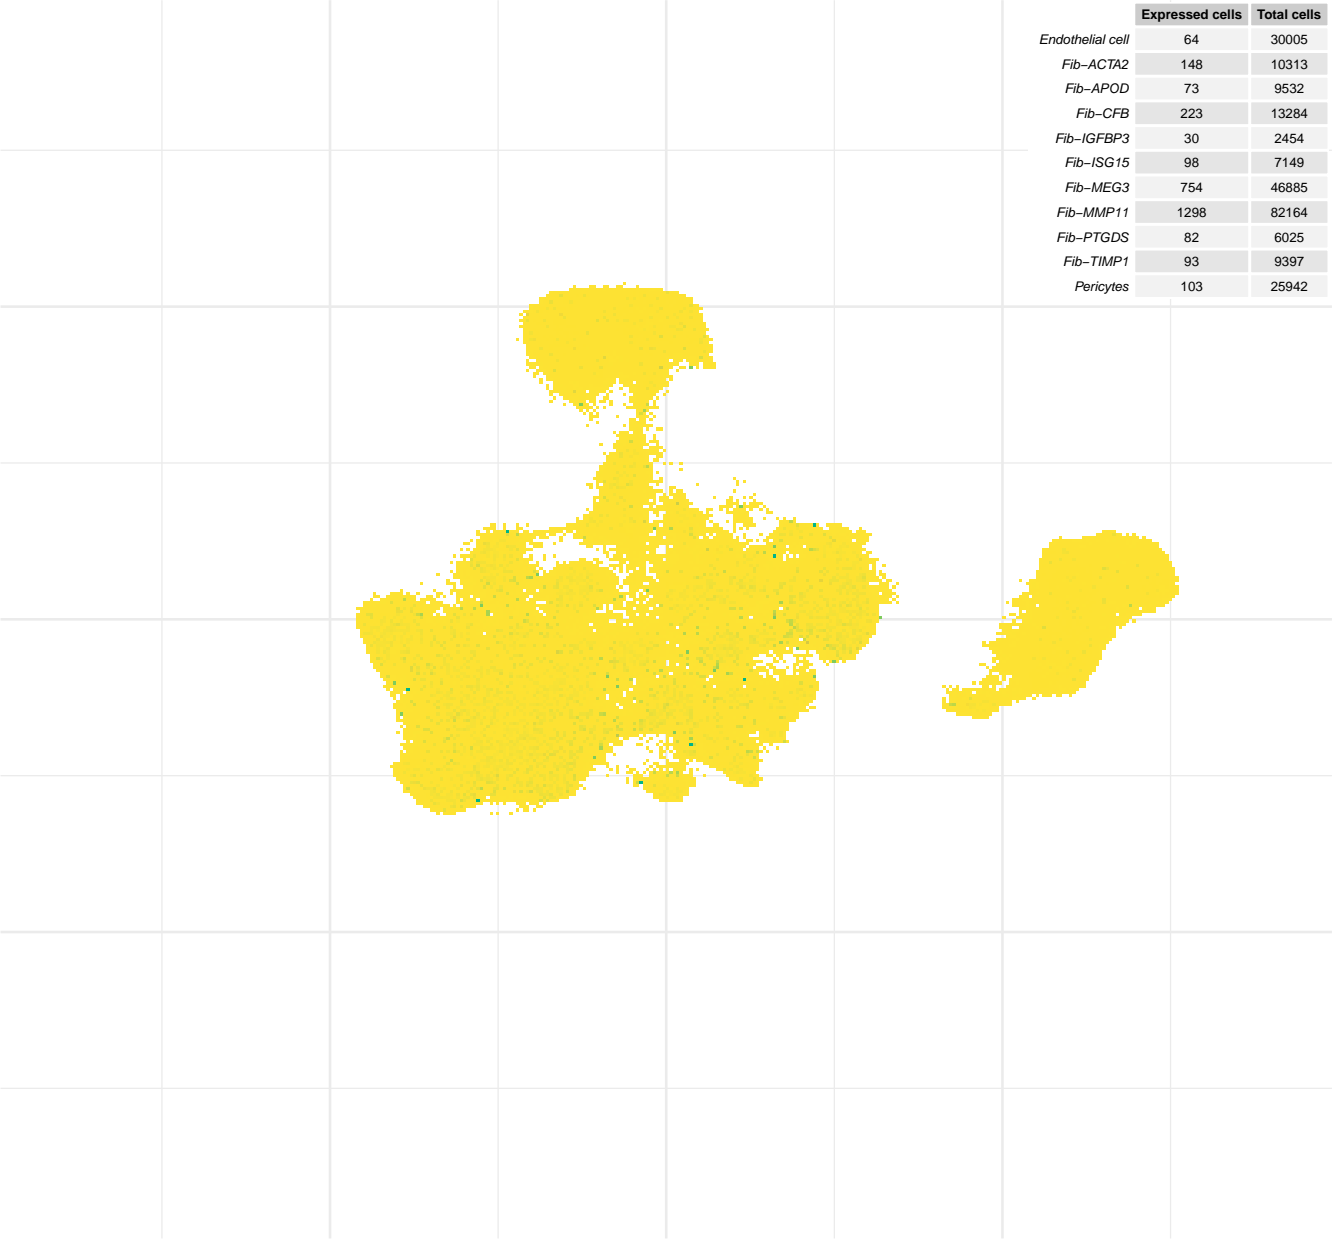 Expressed cells Total cells
Endothelial cell 64 30005
Fib−ACTA2 148 10313
Fib−APOD 73 9532
Fib−CFB 223 13284
Fib−IGFBP3 30 2454
Fib−ISG15 98 7149
Fib−MEG3 754 46885
Fib−MMP11 1298 82164
Fib−PTGDS 82 6025
Fib−TIMP1 93 9397
Pericytes 103 25942